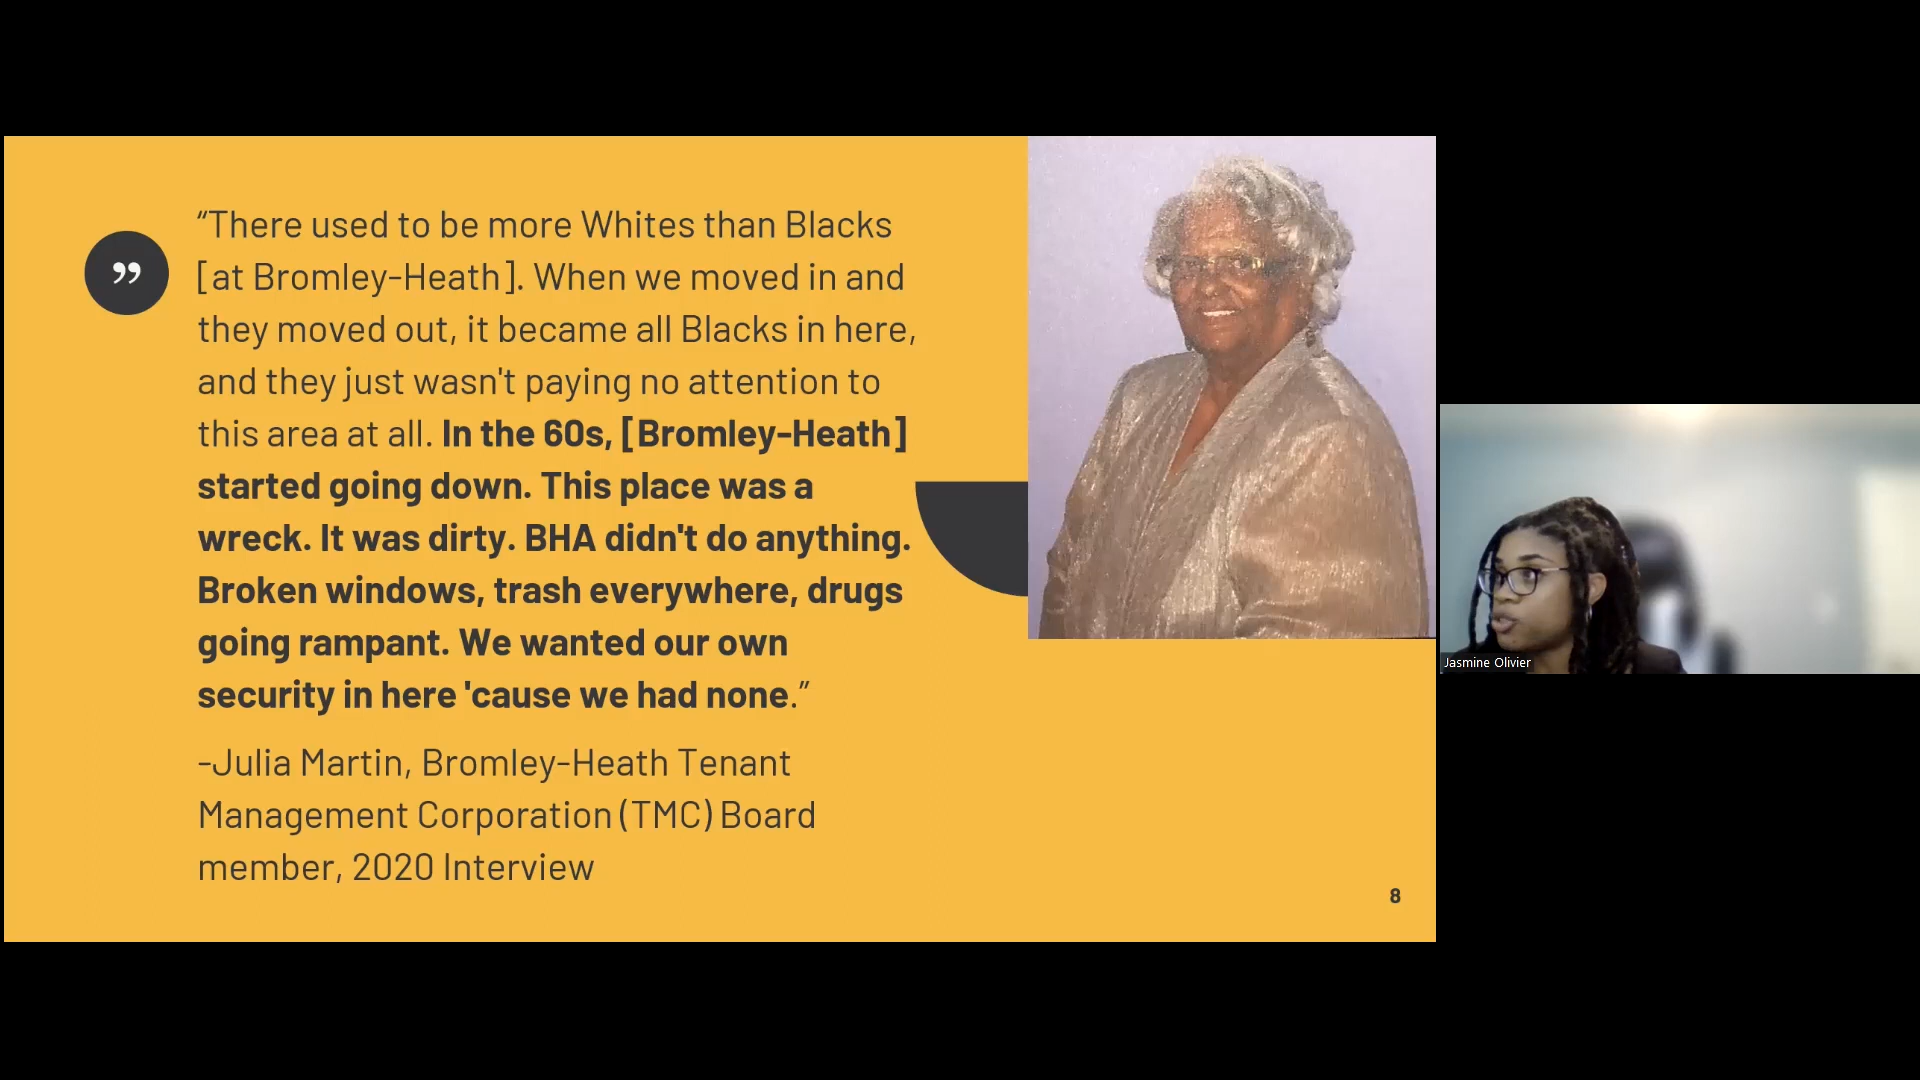 “There used to be more Whites than Blacks
[at Bromley-Heath]. When we moved in and
they moved out, it became all Blacks in here,
and they just wasn't paying no attention to
this area at all. In the 60s, [Bromley-Heath]
started going down. This place was a
wreck. It was dirty. BHA didn't do anything.
Broken windows, trash everywhere, drugs
going rampant. We wanted our own
security in here 'cause we had none.”
-Julia Martin, Bromley-Heath Tenant
Management Corporation (TMC) Board
member, 2020 Interview
8
Jasmine Olivier